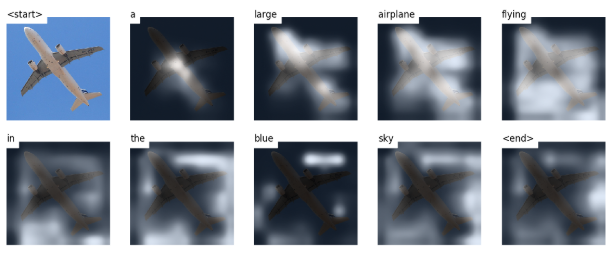 <start> a large airplane flying
in the blue sky <end>